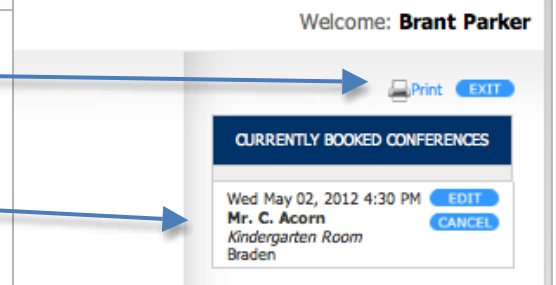 Welcome: Brant Parker
Print EXIT
CURRENTLY BOOKED CONFERENCES
Wed May 02, 2012 4:30 PM EDIT
Mr. C. Acorn CANCEL
Kindergarten Room
Braden